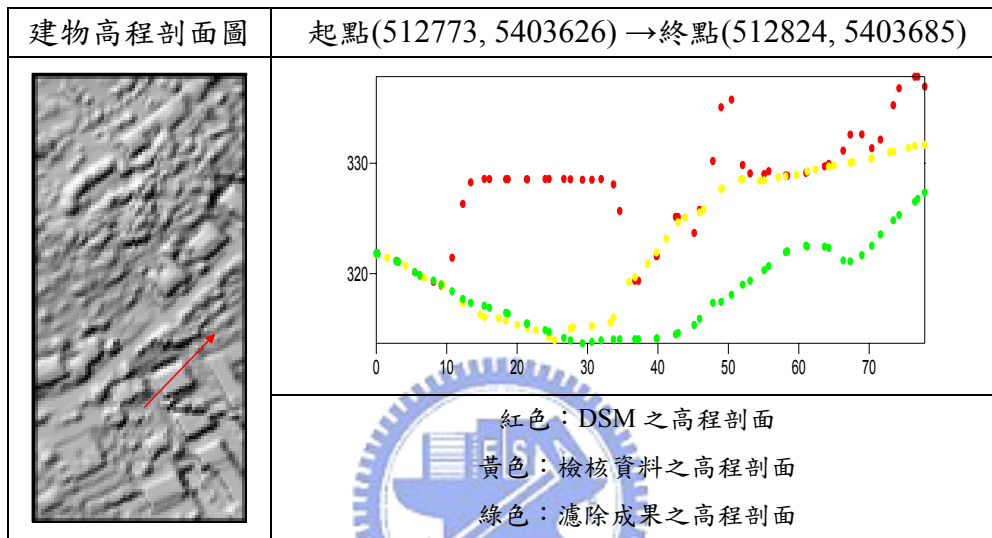 建物高程剖面圖
起點(512773, 5403626) →終點(512824, 5403685)
330
320
0 10 20 30 40 50 60 70
紅色：DSM 之高程剖面
黃色：檢核資料之高程剖面
綠色：濾除成果之高程剖面